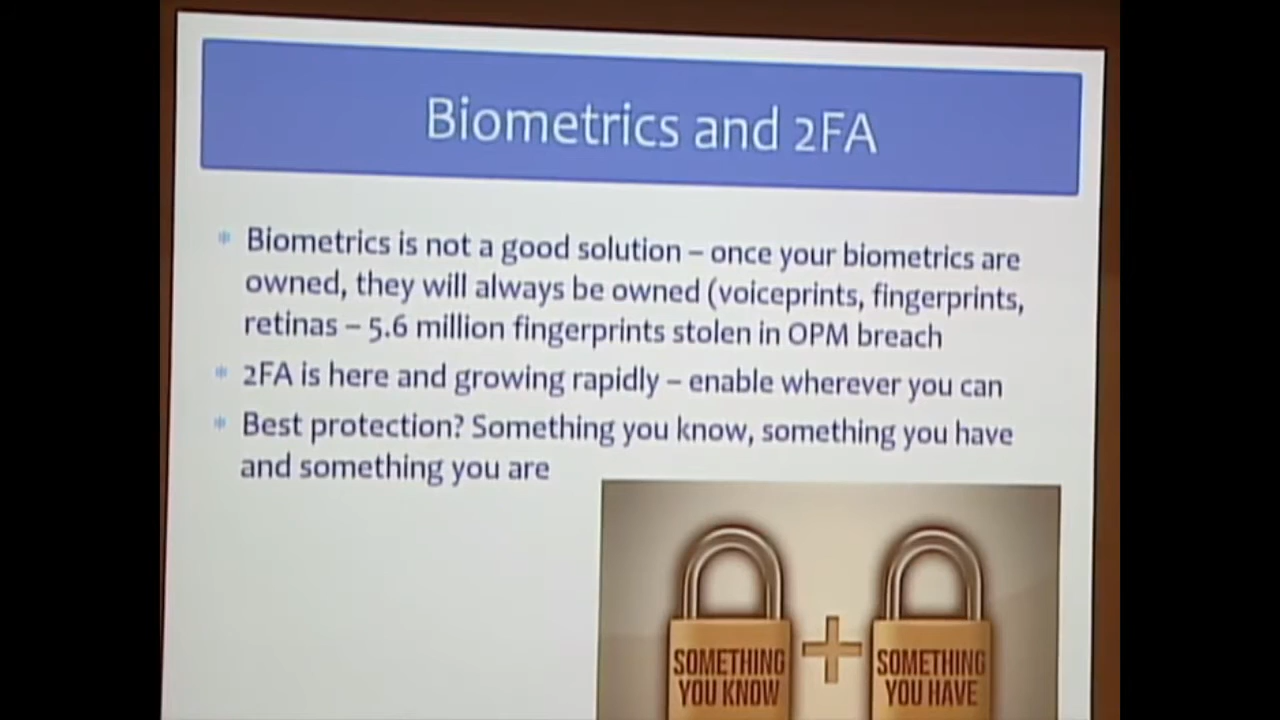 Biometrics and 2FA
* Biometrics is not a good solution – once your biometrics are
owned, they will always be owned (voiceprints, fingerprints,
retinas – 5.6 million fingerprints stolen in OPM breach
* 2FA is here and growing rapidly – enable wherever you can
* Best protection? Something you know, something you have
and something you are
SOMETHING
YOU KNOW
+
SOMETHING
YOU HAVE